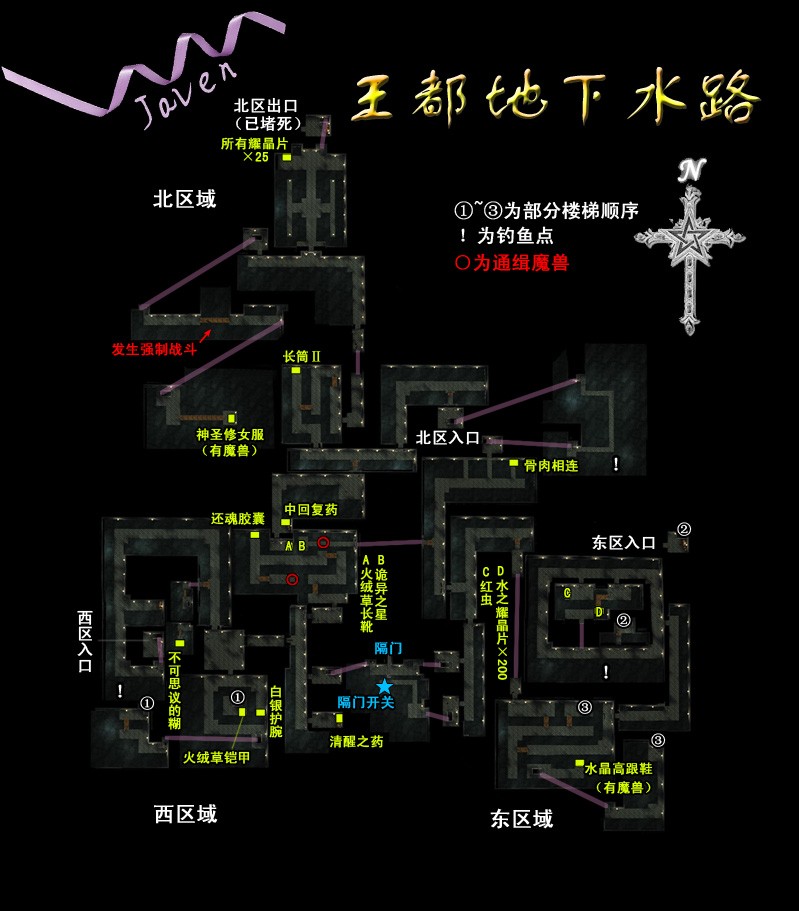 Joven
王都地下水路
北区出口
（已堵死）
所有耀晶片
×25
N
北区域
①~③为部分楼梯顺序
！为钓鱼点
○为通缉魔兽
发生强制战斗
长筒Ⅱ
神圣修女服
（有魔兽）
北区入口
！
骨肉相连
中回复药
还魂胶囊
A B
东区入口
②
A 火绒草长靴
B 诡异之星
C 红虫
D 水之耀晶片×200
C
D
②
西区入口
隔门
！
！
①
不可思议的糊
①
白银护腕
隔门开关
③
火绒草铠甲
清醒之药
③
水晶高跟鞋
（有魔兽）
西区域
东区域